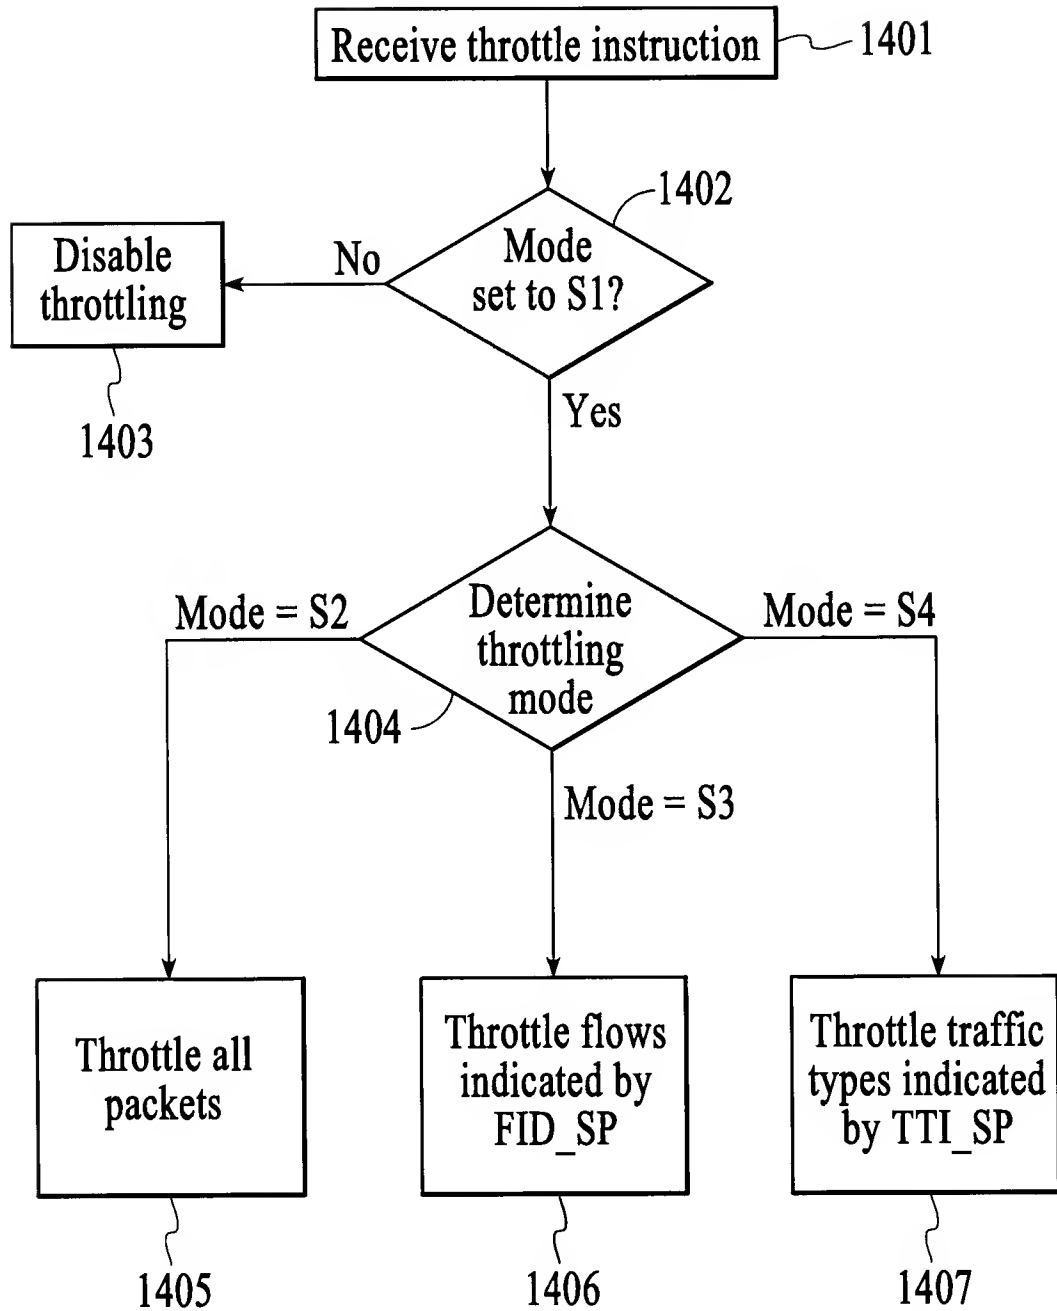 Receive throttle instruction
1401
1402
Mode
set to S1?
No
Disable
throttling
1403
Yes
Determine
throttling
mode
Mode = S2
Mode = S4
1404
Mode = S3
Throttle all
packets
Throttle flows
indicated by
FID_SP
Throttle traffic
types indicated
by TTI_SP
1405
1406
1407